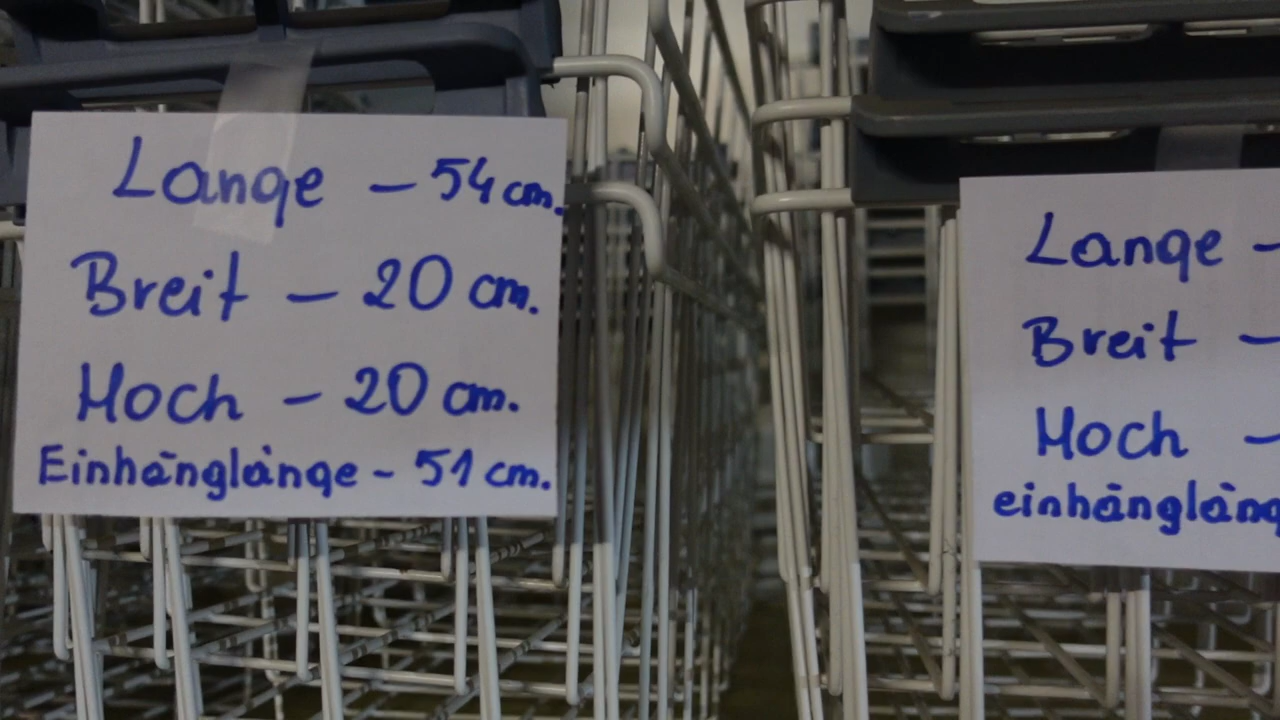 Lange - 54 cm.
Breit - 20 cm.
Hoch - 20 cm.
Einhänglänge - 51 cm.
Lange -
Breit -
Hoch -